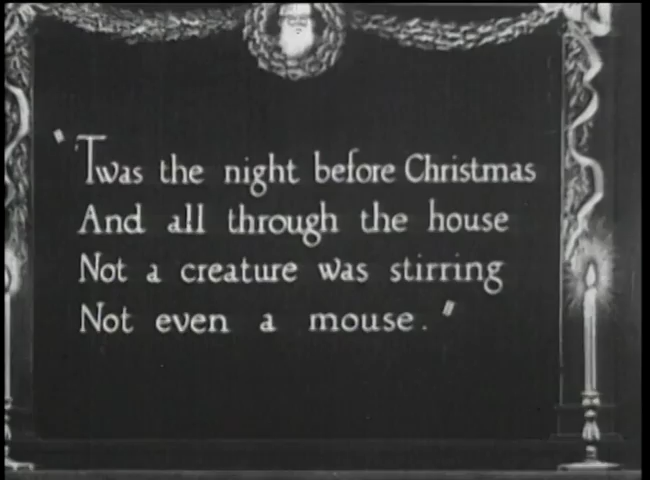 "'Twas the night before Christmas
And all through the house
Not a creature was stirring
Not even a mouse."